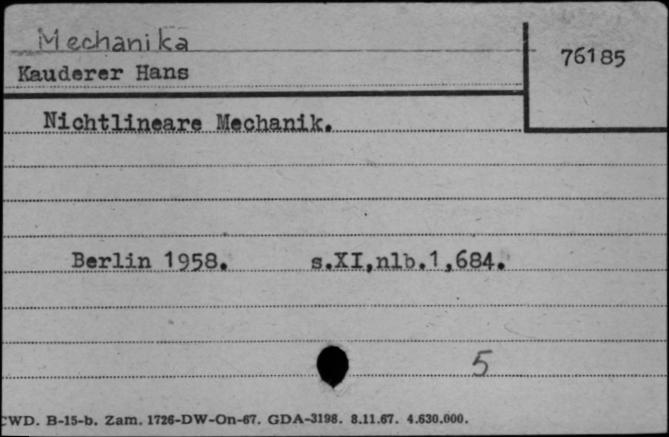 Mechanika
76185
Kauderer Hans
Nichtlineare Mechanik.
Berlin 1958. s.XI,nlb.1,684.
5
CWD. B-15-b. Zam. 1726-DW-On-67. GDA-3198. 8.11.67. 4.630.000.